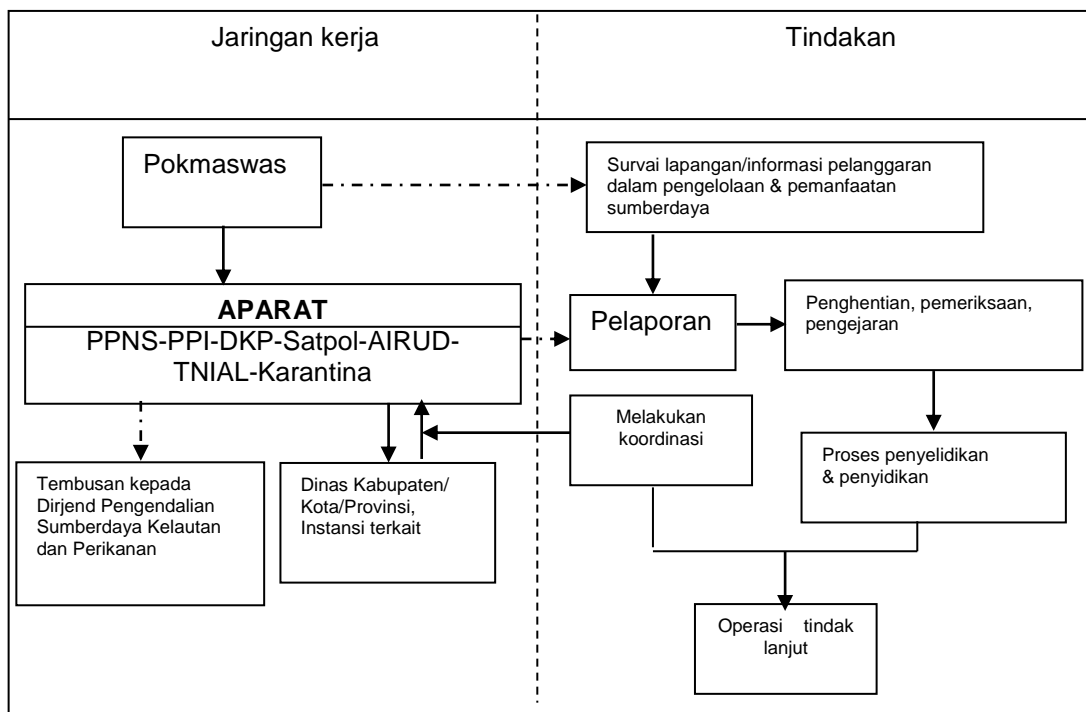 Jaringan kerja
Tindakan
Pokmaswas
Survai lapangan/informasi pelanggaran
dalam pengelolaan & pemanfaatan
sumberdaya
APARAT
PPNS-PPI-DKP-Satpol-AIRUD-
TNIAL-Karantina
Pelaporan
Penghentian, pemeriksaan,
pengejaran
Melakukan
koordinasi
Proses penyelidikan
& penyidikan
Tembusan kepada
Dirjend Pengendalian
Sumberdaya Kelautan
dan Perikanan
Dinas Kabupaten/
Kota/Provinsi,
Instansi terkait
Operasi tindak
lanjut